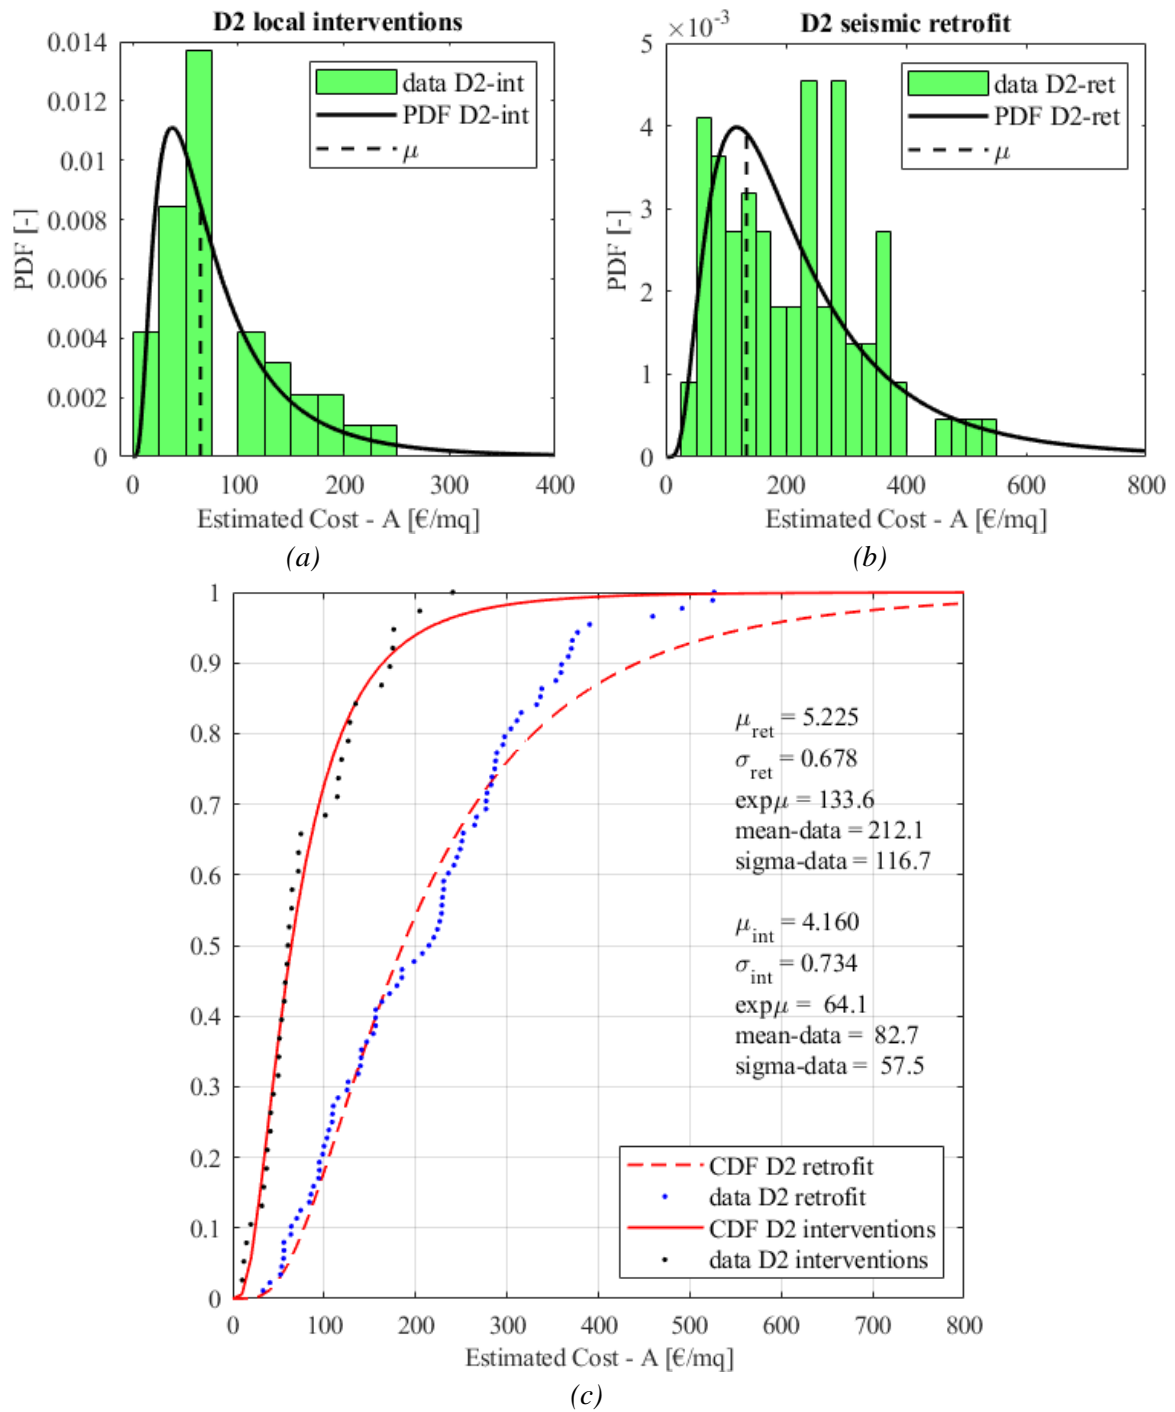 D2 local interventions
0.014
0.012
0.01
0.008
0.006
0.004
0.002
0
PDF [-]
data D2-int
PDF D2-int
μ
0 100 200 300 400
Estimated Cost - A [€/mq]
(a)
D2 seismic retrofit
×10⁻³
5
4
3
2
1
0
PDF [-]
data D2-ret
PDF D2-ret
μ
0 200 400 600 800
Estimated Cost - A [€/mq]
(b)
1
0.9
0.8
0.7
0.6
0.5
0.4
0.3
0.2
0.1
0
μret = 5.225
σret = 0.678
expμ = 133.6
mean-data = 212.1
sigma-data = 116.7
μint = 4.160
σint = 0.734
expμ = 64.1
mean-data = 82.7
sigma-data = 57.5
CDF D2 retrofit
data D2 retrofit
CDF D2 interventions
data D2 interventions
0 100 200 300 400 500 600 700 800
Estimated Cost - A [€/mq]
(c)